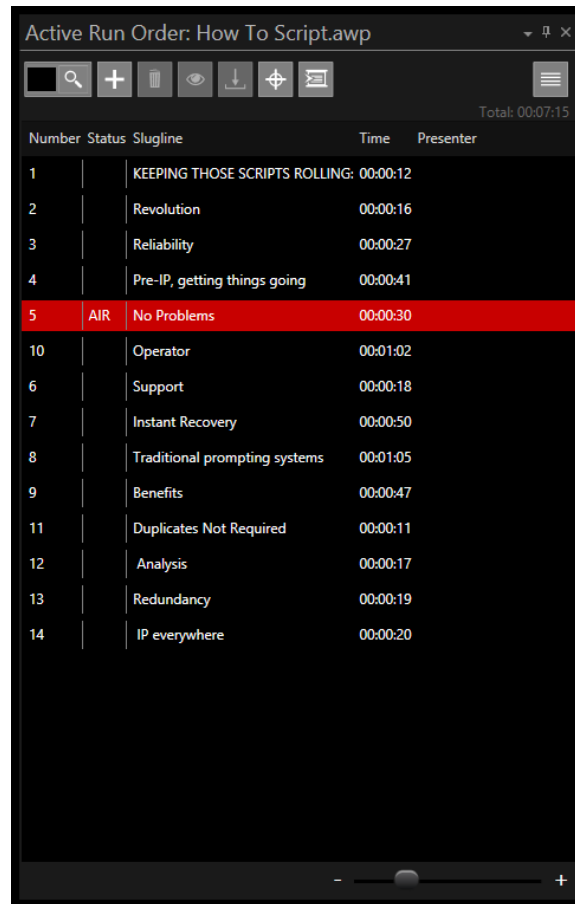 Active Run Order: How To Script.awp
Total: 00:07:15
Number Status Slugline Time Presenter
1 KEEPING THOSE SCRIPTS ROLLING: 00:00:12
2 Revolution 00:00:16
3 Reliability 00:00:27
4 Pre-IP, getting things going 00:00:41
5 AIR No Problems 00:00:30
10 Operator 00:01:02
6 Support 00:00:18
7 Instant Recovery 00:00:50
8 Traditional prompting systems 00:01:05
9 Benefits 00:00:47
11 Duplicates Not Required 00:00:11
12 Analysis 00:00:17
13 Redundancy 00:00:19
14 IP everywhere 00:00:20
- +